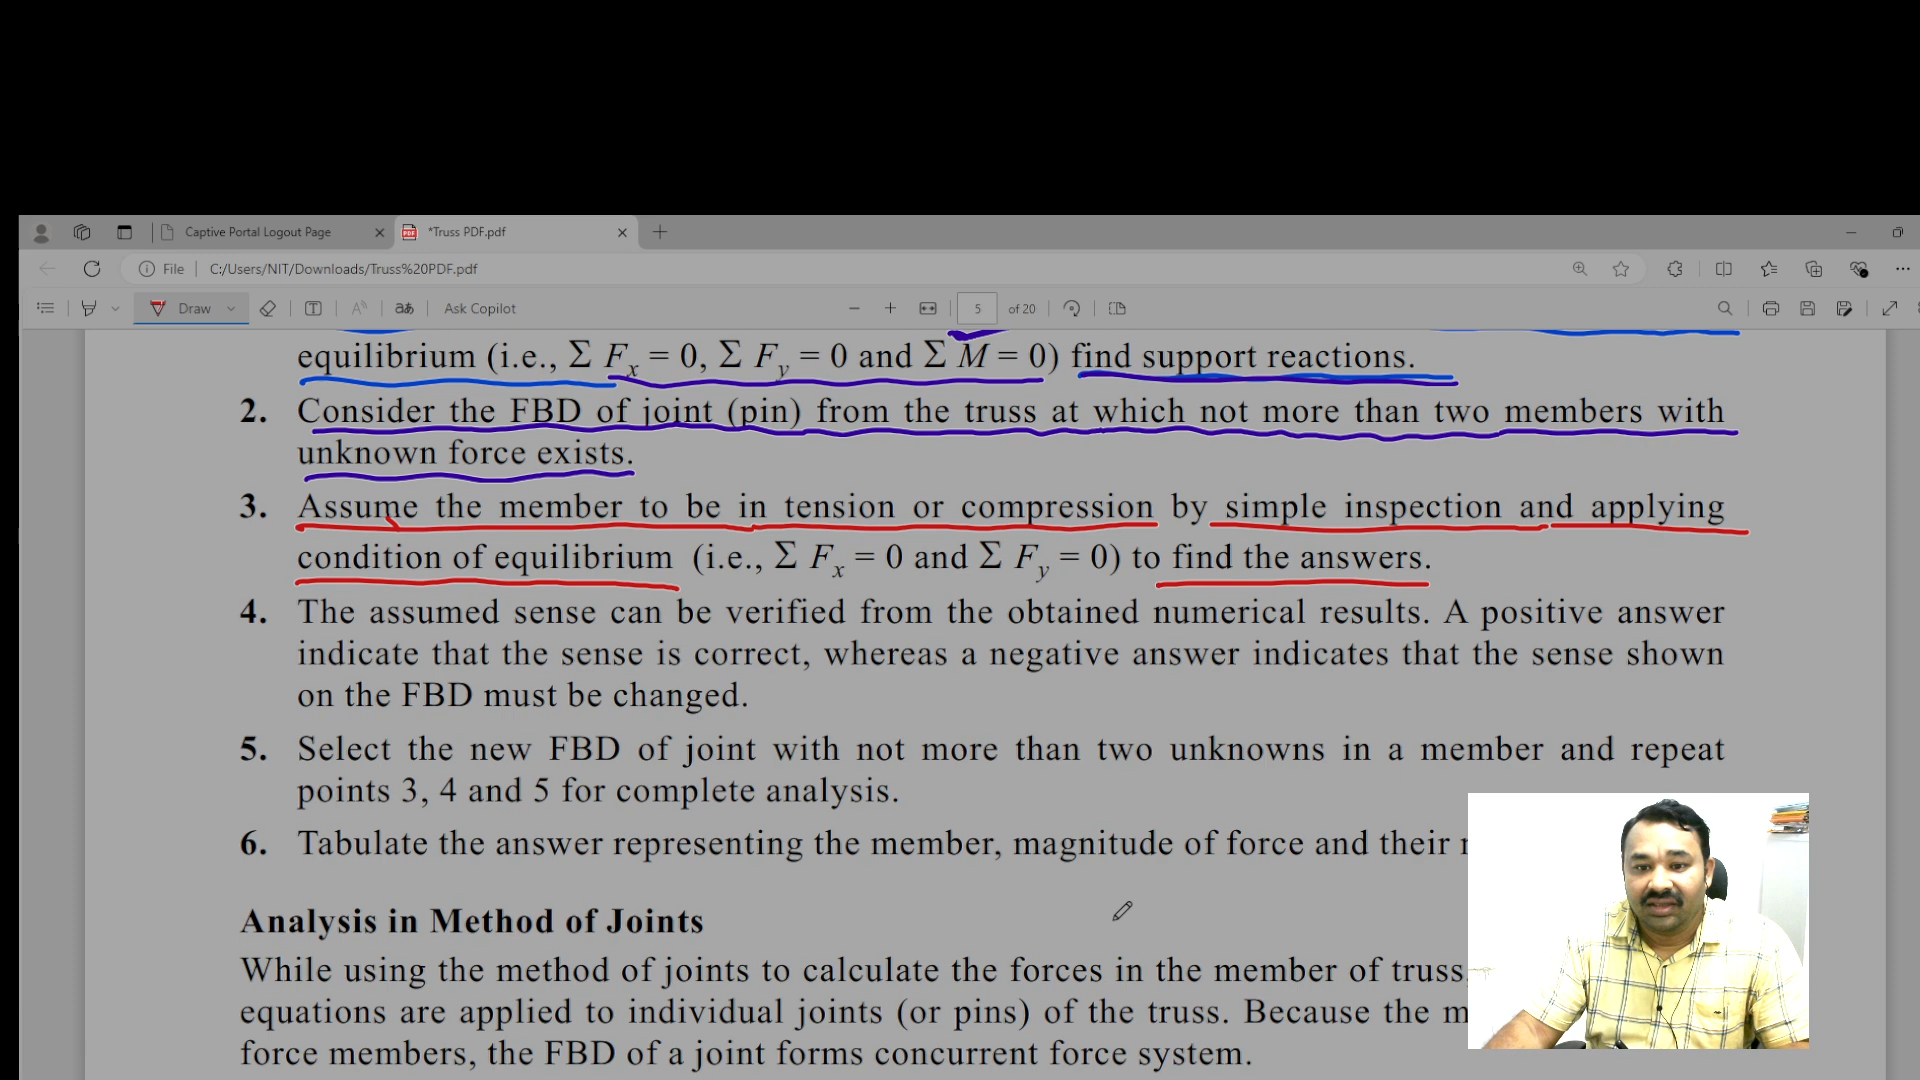 Captive Portal Logout Page
*Truss PDF.pdf
File C:/Users/NIT/Downloads/Truss%20PDF.pdf
Draw Ask Copilot 5 of 20
equilibrium (i.e., Σ Fx = 0, Σ Fy = 0 and Σ M = 0) find support reactions.
2. Consider the FBD of joint (pin) from the truss at which not more than two members with
unknown force exists.
3. Assume the member to be in tension or compression by simple inspection and applying
condition of equilibrium (i.e., Σ Fx = 0 and Σ Fy = 0) to find the answers.
4. The assumed sense can be verified from the obtained numerical results. A positive answer
indicate that the sense is correct, whereas a negative answer indicates that the sense shown
on the FBD must be changed.
5. Select the new FBD of joint with not more than two unknowns in a member and repeat
points 3, 4 and 5 for complete analysis.
6. Tabulate the answer representing the member, magnitude of force and their
Analysis in Method of Joints
While using the method of joints to calculate the forces in the member of truss,
equations are applied to individual joints (or pins) of the truss. Because the
force members, the FBD of a joint forms concurrent force system.